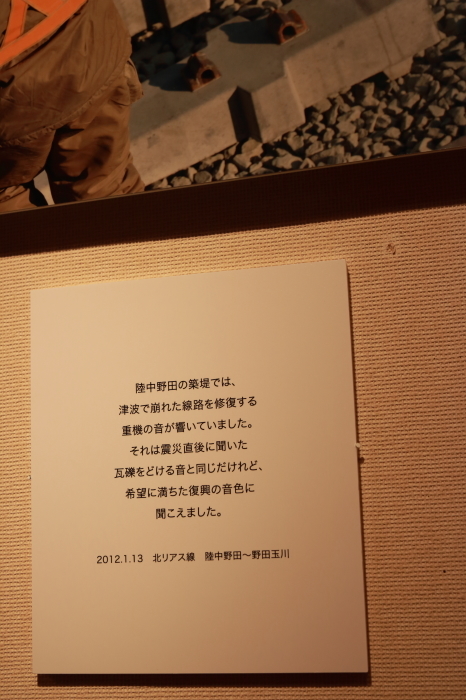 陸中野田の築堤では、
津波で崩れた線路を修復する
重機の音が響いていました。
それは震災直後に聞いた
瓦礫をどける音と同じだけれど、
希望に満ちた復興の音色に
聞こえました。
2012.1.13　北リアス線　陸中野田〜野田玉川